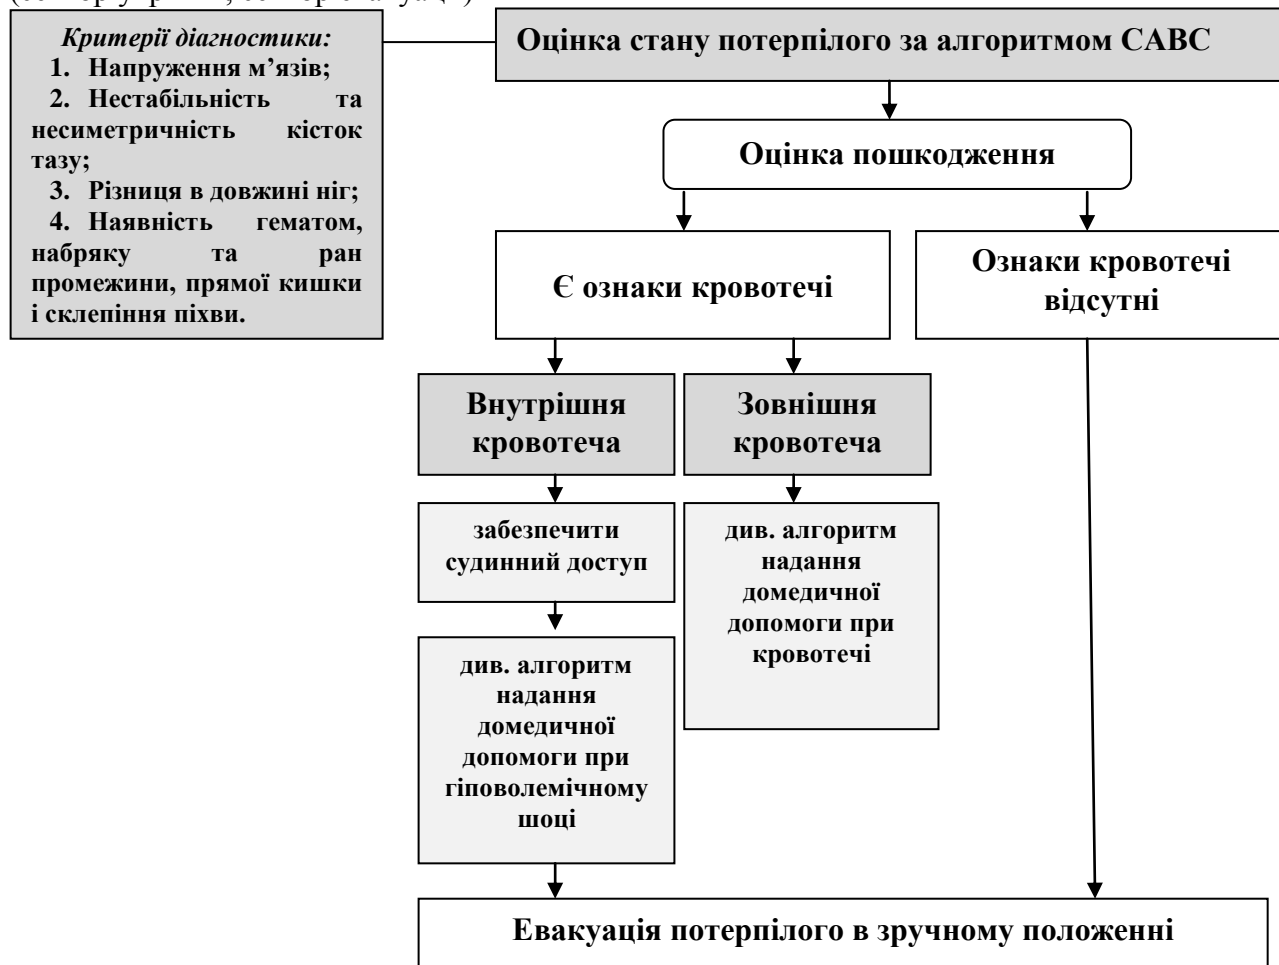 Критерії діагностики:
1. Напруження м’язів;
2. Нестабільність та
несиметричність кісток
тазу;
3. Різниця в довжині ніг;
4. Наявність гематом,
набряку та ран
промежини, прямої кишки
і склепіння піхви.
Оцінка стану потерпілого за алгоритмом САВС
Оцінка пошкодження
Є ознаки кровотечі
Ознаки кровотечі
відсутні
Внутрішня
кровотеча
Зовнішня
кровотеча
забезпечити
судинний доступ
див. алгоритм
надання
домедичної
допомоги при
кровотечі
див. алгоритм
надання
домедичної
допомоги при
гіповолемічному
шоці
Евакуація потерпілого в зручному положенні